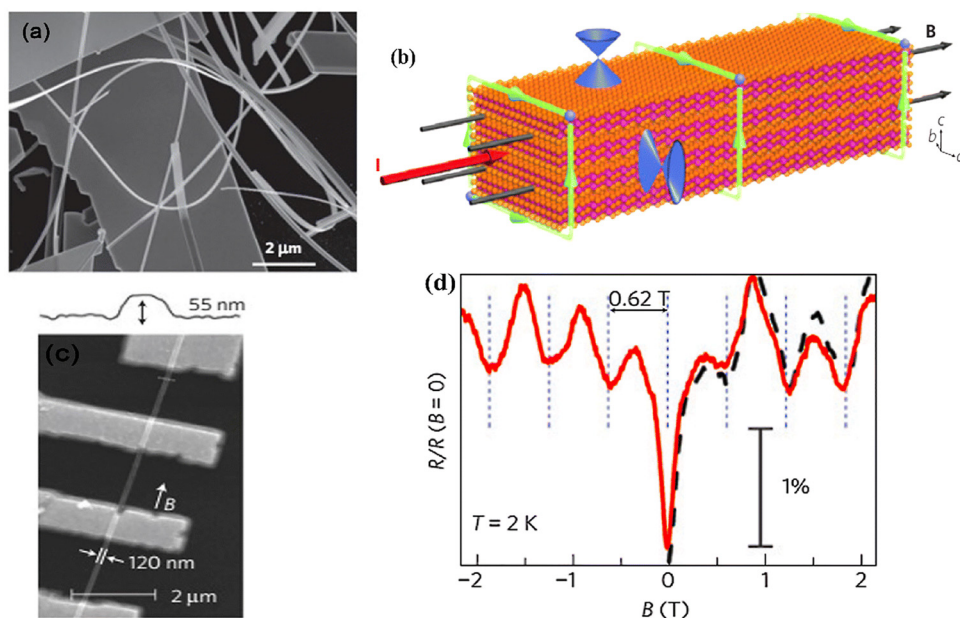 (a)
2 μm
(b)
I
B
c
b
55 nm
(c)
B
120 nm
2 μm
(d)
0.62 T
R/R (B = 0)
1%
T = 2 K
−2
−1
0
1
2
B (T)